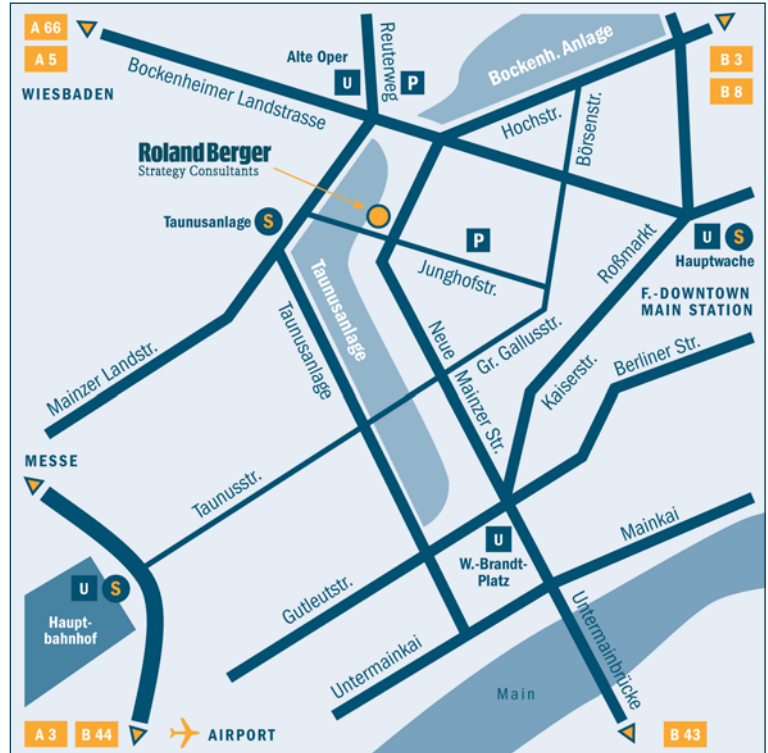 A 66
A 5
WIESBADEN
Bockenheimer Landstrasse
Alte Oper
U
Reuterweg
P
Bockenh. Anlage
B 3
B 8
Hochstr.
Börsenstr.
Roland Berger
Strategy Consultants
Taunusanlage
S
P
Junghofstr.
Roßmarkt
U
S
Hauptwache
F.-DOWNTOWN
MAIN STATION
Taunusanlage
Taunusanlage
Mainzer Landstr.
Neue
Mainzer Str.
Gr. Gallusstr.
Kaiserstr.
Berliner Str.
MESSE
Taunusstr.
U
W.-Brandt-
Platz
Mainkai
U
S
Haupt-
bahnhof
Gutleutstr.
Untermainkai
Untermainbrücke
Main
A 3
B 44
AIRPORT
B 43